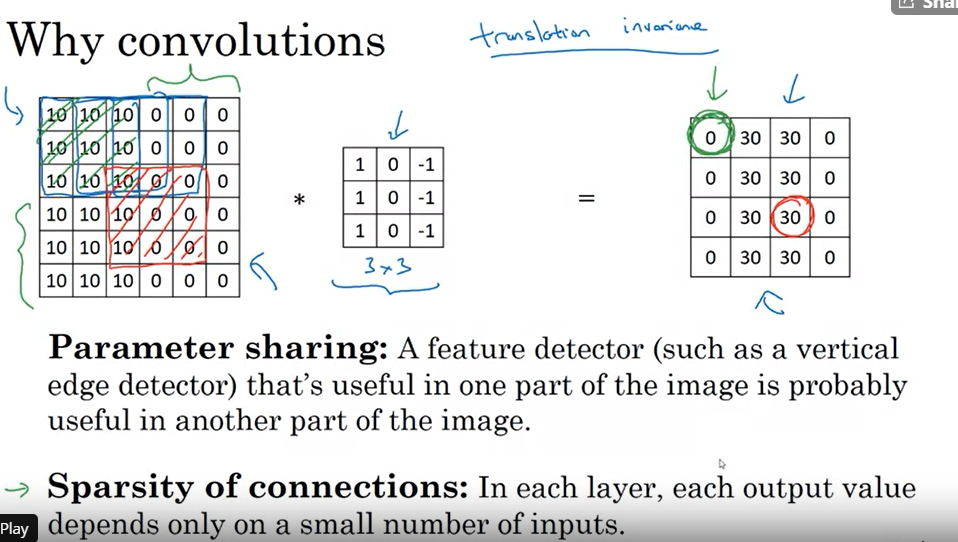 Shar
Why convolutions
translation invariance
10 10 10 0 0 0
10 10 10 0 0 0
10 10 10 0 0 0
10 10 10 0 0 0
10 10 10 0 0 0
10 10 10 0 0 0
*
1 0 -1
1 0 -1
1 0 -1
3×3
=
0 30 30 0
0 30 30 0
0 30 30 0
0 30 30 0
Parameter sharing: A feature detector (such as a vertical
edge detector) that’s useful in one part of the image is probably
useful in another part of the image.
→ Sparsity of connections: In each layer, each output value
depends only on a small number of inputs.
Play